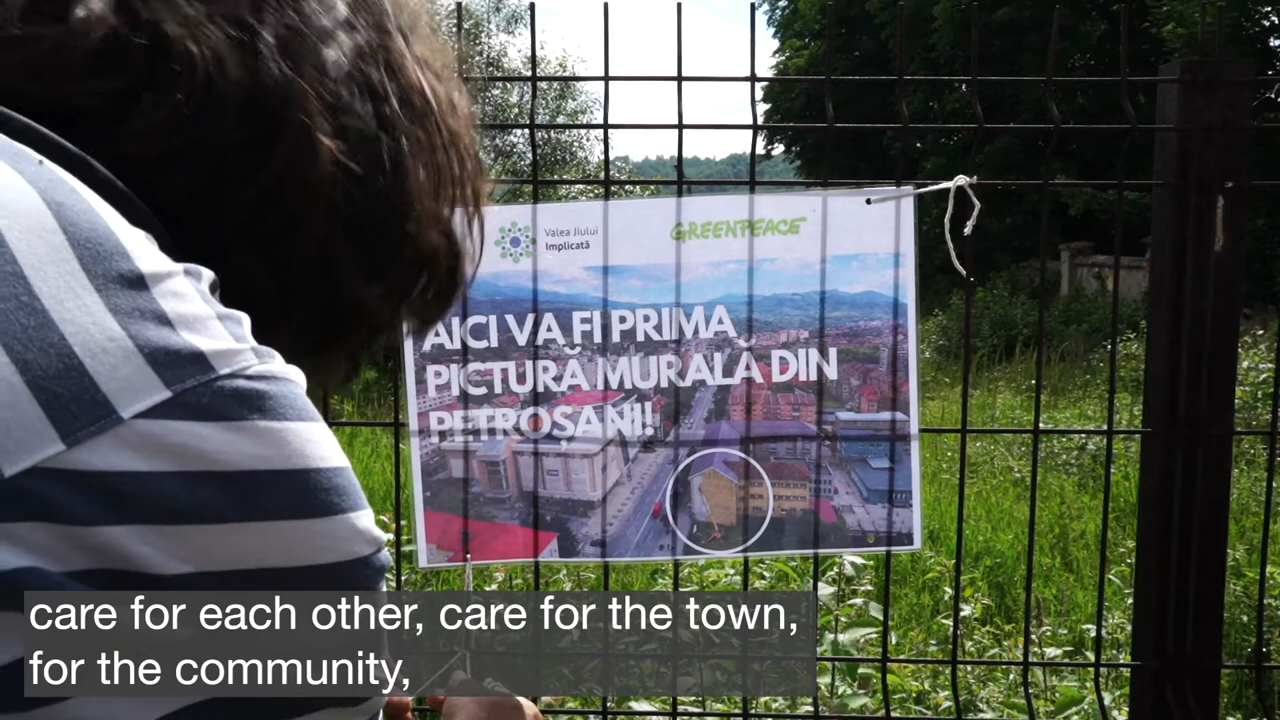 Valea Jiului
Implicată
GREENPEACE
AICI VA FI PRIMA
PICTURĂ MURALĂ DIN
PETROȘANI!
care for each other, care for the town,
for the community,